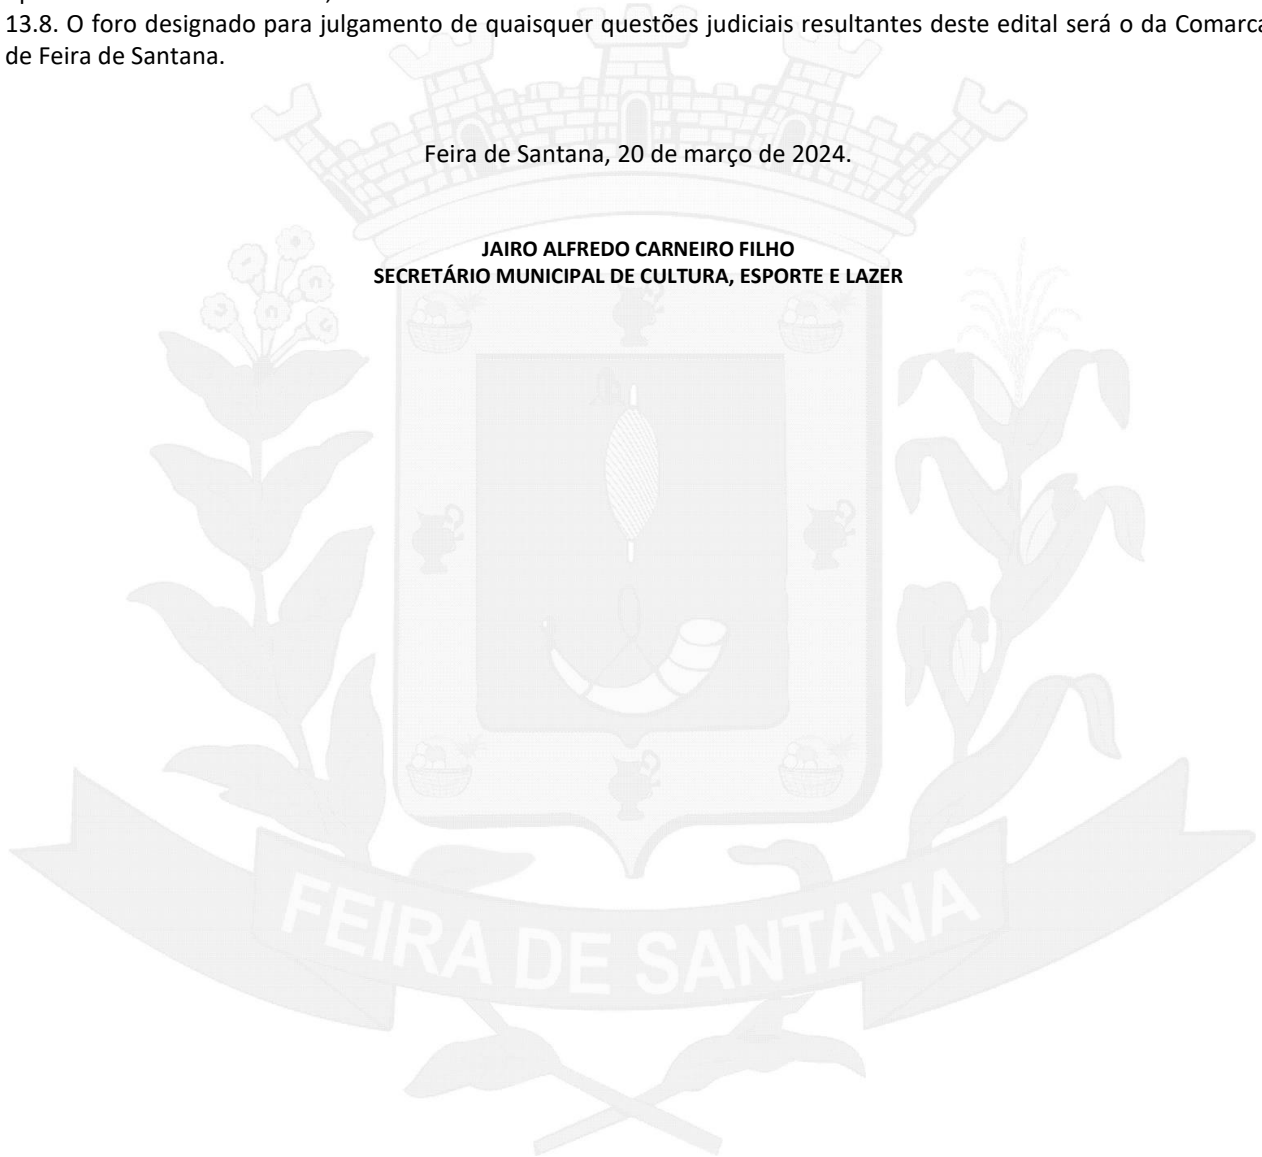 13.8. O foro designado para julgamento de quaisquer questões judiciais resultantes deste edital será o da Comarca
de Feira de Santana.
Feira de Santana, 20 de março de 2024.
JAIRO ALFREDO CARNEIRO FILHO
SECRETÁRIO MUNICIPAL DE CULTURA, ESPORTE E LAZER
FEIRA DE SANTANA